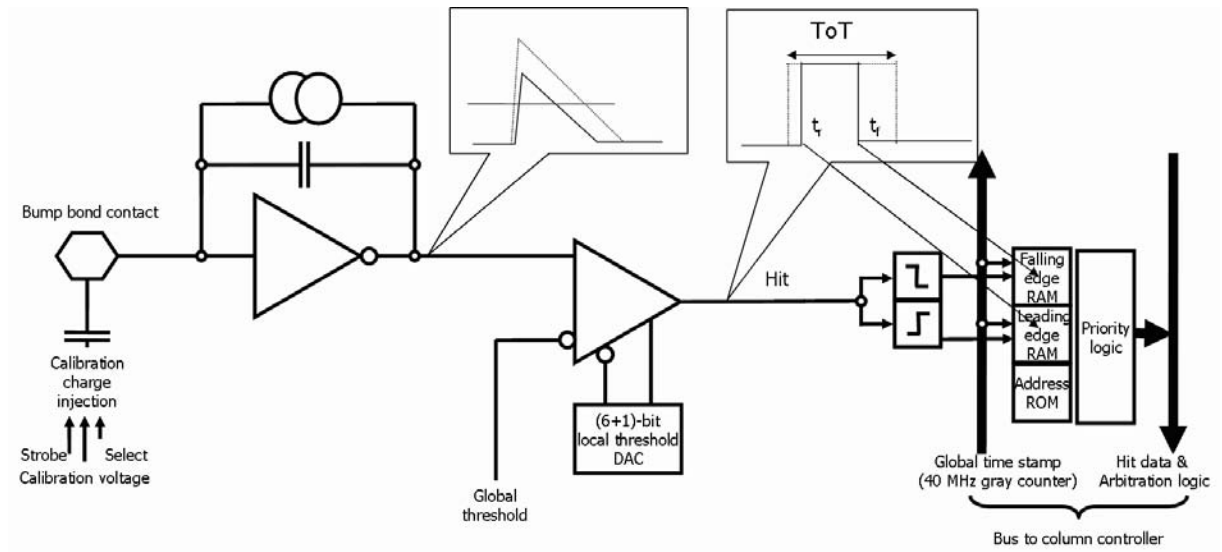 ToT
tr
tf
Bump bond contact
Hit
Falling
edge
RAM
Leading
edge
RAM
Address
ROM
Priority
logic
Calibration
charge
injection
Strobe
Select
Calibration voltage
(6+1)-bit
local threshold
DAC
Global
threshold
Global time stamp
(40 MHz gray counter)
Hit data &
Arbitration logic
Bus to column controller